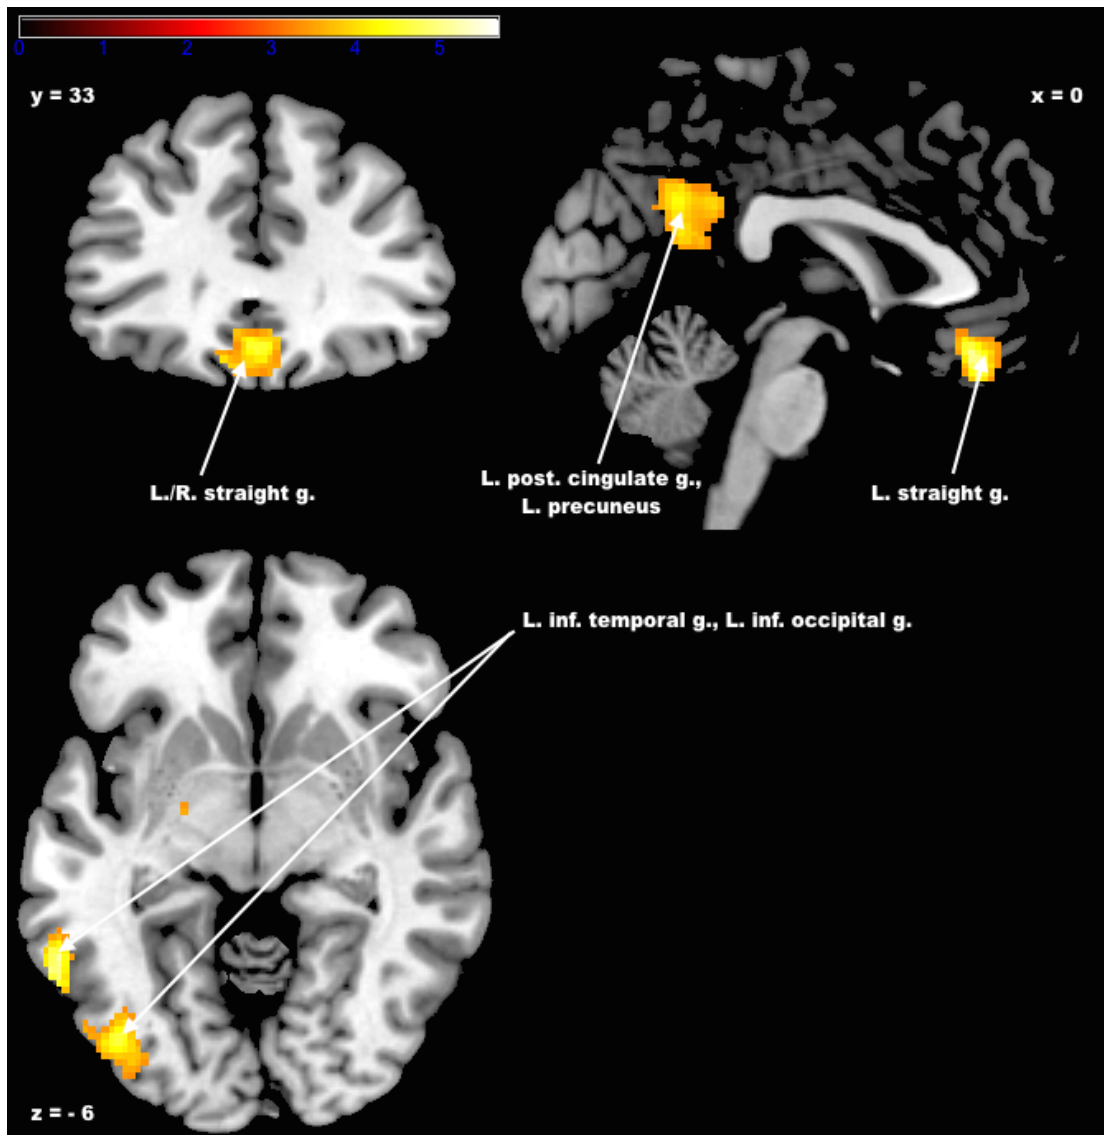 0 1 2 3 4 5
y = 33
x = 0
L./R. straight g.
L. post. cingulate g.,
L. precuneus
L. straight g.
L. inf. temporal g., L. inf. occipital g.
z = - 6